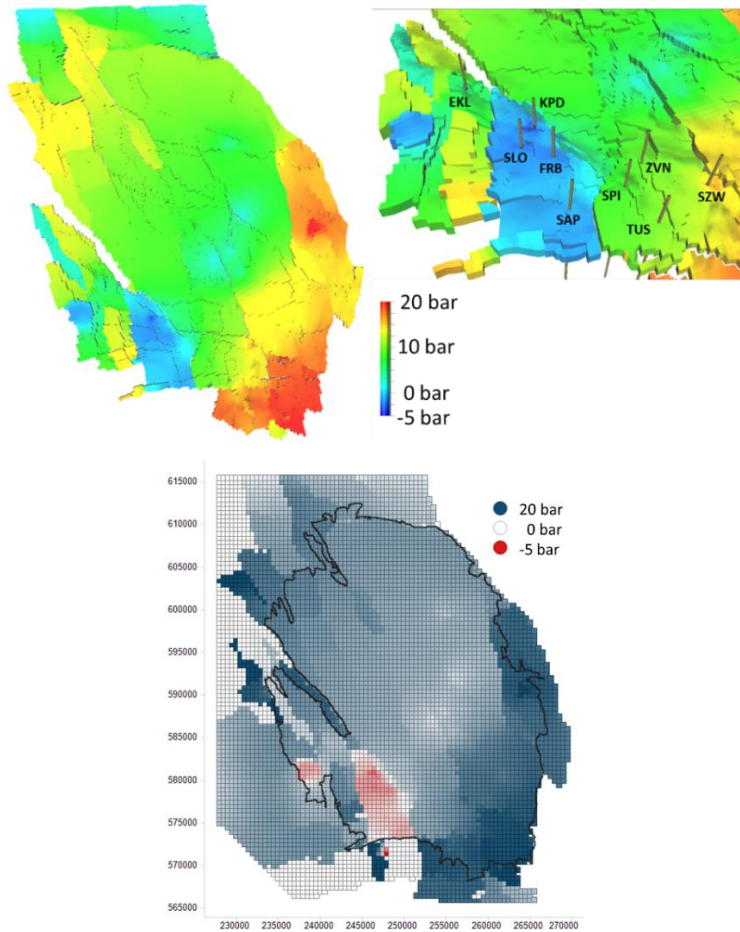 EKL
KPD
SLO
FRB
ZVN
SPI
SZW
SAP
TUS
20 bar
10 bar
0 bar
-5 bar
615000
610000
605000
600000
595000
590000
585000
580000
575000
570000
565000
20 bar
0 bar
-5 bar
230000 235000 240000 245000 250000 255000 260000 265000 270000